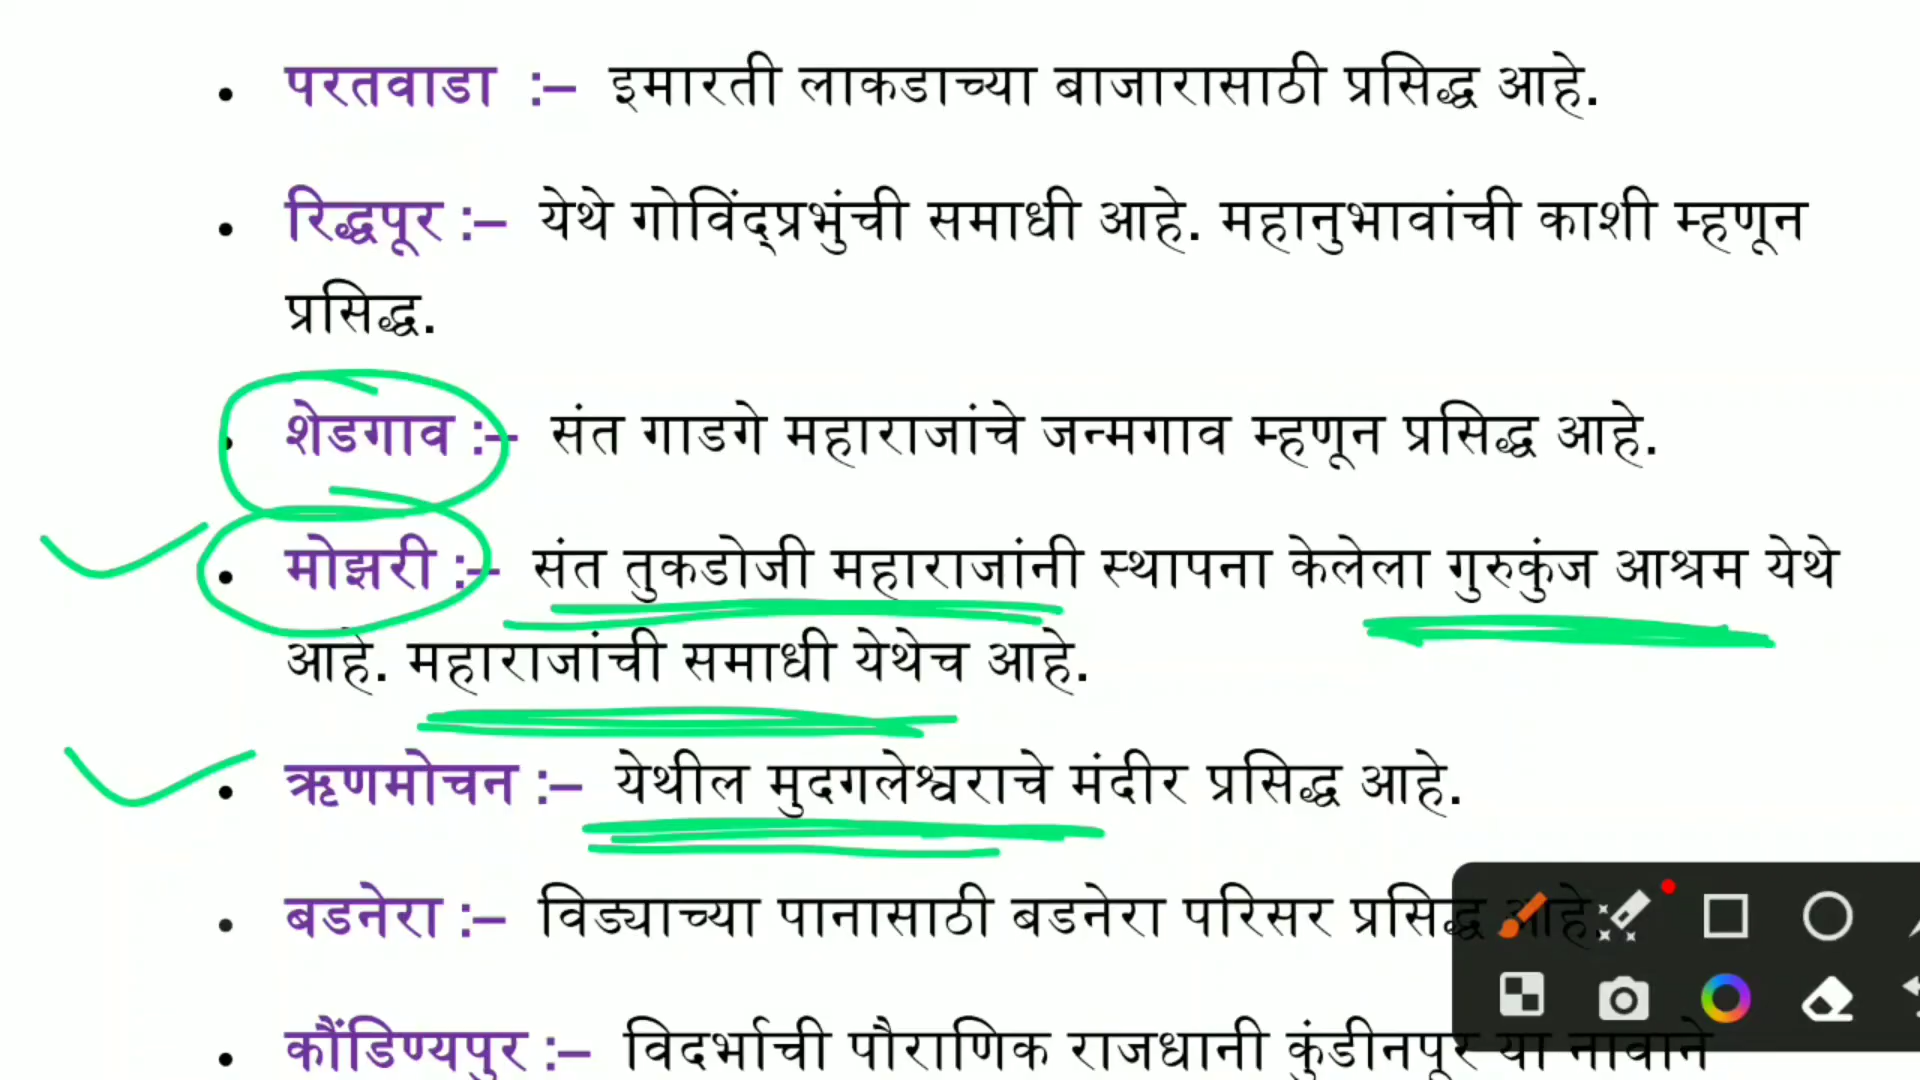 • परतवाडा :– इमारती लाकडाच्या बाजारासाठी प्रसिद्ध आहे.
• रिद्धपूर :– येथे गोविंद्प्रभुंची समाधी आहे. महानुभावांची काशी म्हणून
प्रसिद्ध.
• शेडगाव :– संत गाडगे महाराजांचे जन्मगाव म्हणून प्रसिद्ध आहे.
• मोझरी :– संत तुकडोजी महाराजांनी स्थापना केलेला गुरुकुंज आश्रम येथे
आहे. महाराजांची समाधी येथेच आहे.
• ऋणमोचन :– येथील मुदगलेश्वराचे मंदीर प्रसिद्ध आहे.
• बडनेरा :– विड्याच्या पानासाठी बडनेरा परिसर प्रसिद्ध आहे.
• कौंडिण्यपुर :– विदर्भाची पौराणिक राजधानी कुंडीनपूर या नावाने